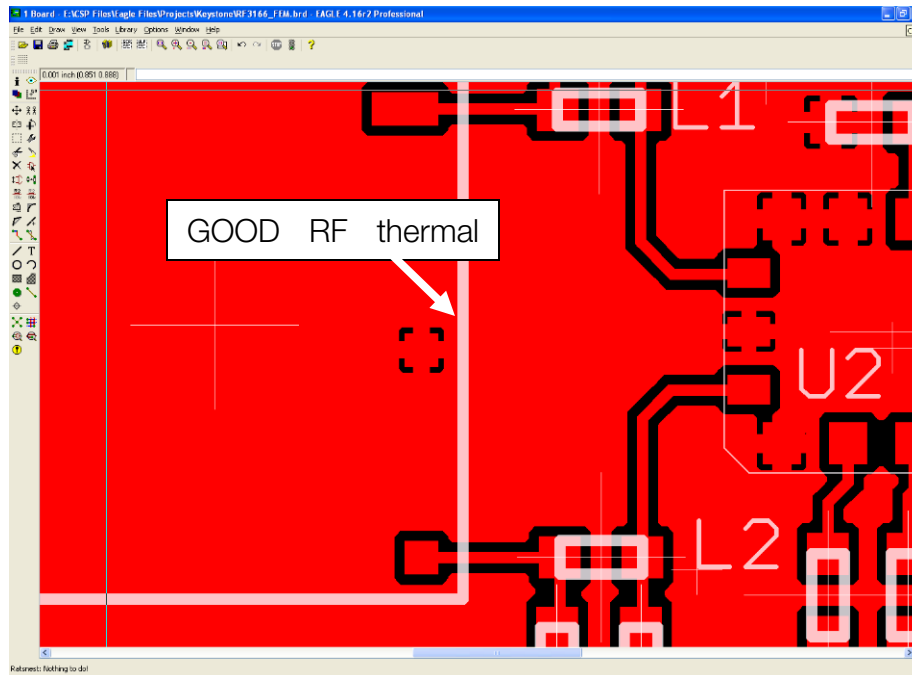 1 Board - E:\CSP Files\Eagle Files\Projects\Keystone\RF3166_FEM.brd - EAGLE 4.16r2 Professional
File Edit Draw View Tools Library Options Window Help
0.001 inch (0.851 0.888)
L1
GOOD RF thermal
U2
L2
Ratsnest: Nothing to do!